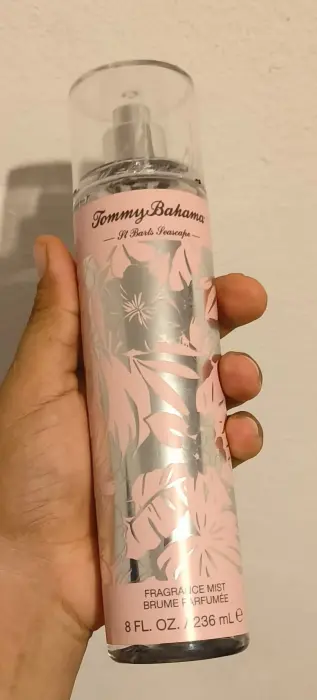 Tommy Bahama
St Barts Seascape
FRAGRANCE MIST
BRUME PARFUMÉE
8 FL. OZ. / 236 mL ℮